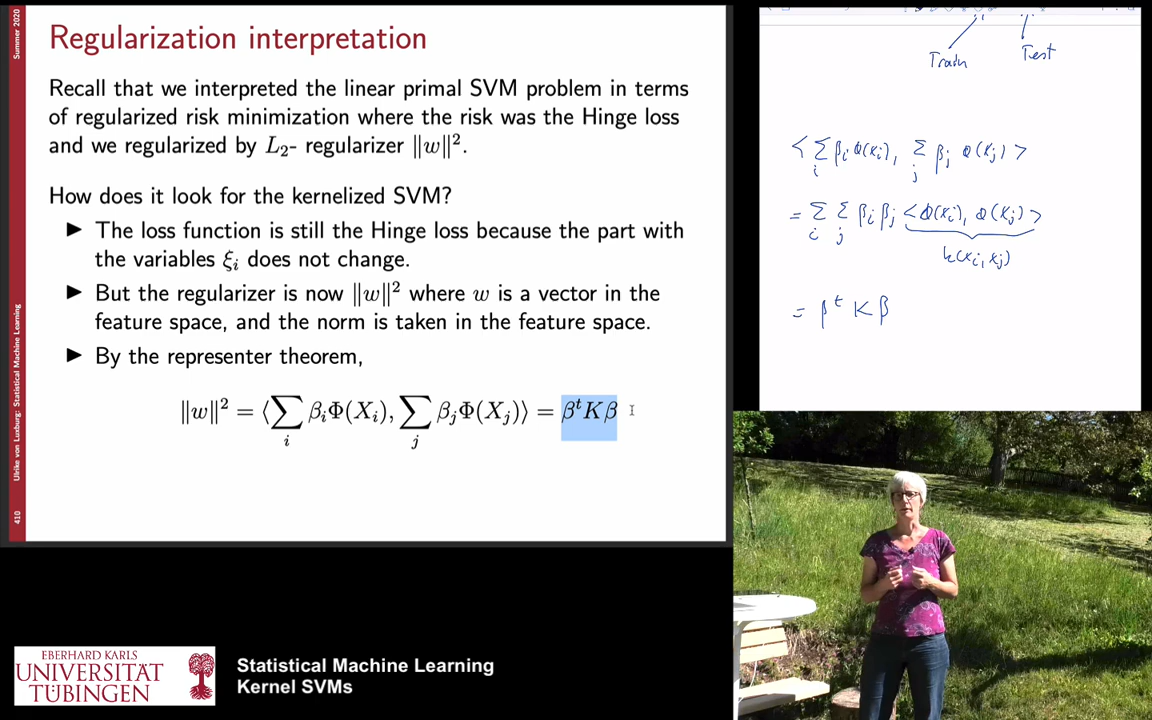 Regularization interpretation
Recall that we interpreted the linear primal SVM problem in terms
of regularized risk minimization where the risk was the Hinge loss
and we regularized by L₂- regularizer ‖w‖².
How does it look for the kernelized SVM?
▶ The loss function is still the Hinge loss because the part with
the variables ξᵢ does not change.
▶ But the regularizer is now ‖w‖² where w is a vector in the
feature space, and the norm is taken in the feature space.
▶ By the representer theorem,
‖w‖² = ⟨∑ᵢ βᵢΦ(Xᵢ), ∑ⱼ βⱼΦ(Xⱼ)⟩ = βᵗKβ
Summer 2020
Ulrike von Luxburg: Statistical Machine Learning
410
Train Test
<∑ᵢ βᵢ Φ(xᵢ), ∑ⱼ βⱼ Φ(xⱼ)>
= ∑ᵢ ∑ⱼ βᵢ βⱼ <Φ(xᵢ), Φ(xⱼ)>
k(xᵢ, xⱼ)
= βᵗ K β
EBERHARD KARLS
UNIVERSITÄT
TÜBINGEN
Statistical Machine Learning
Kernel SVMs